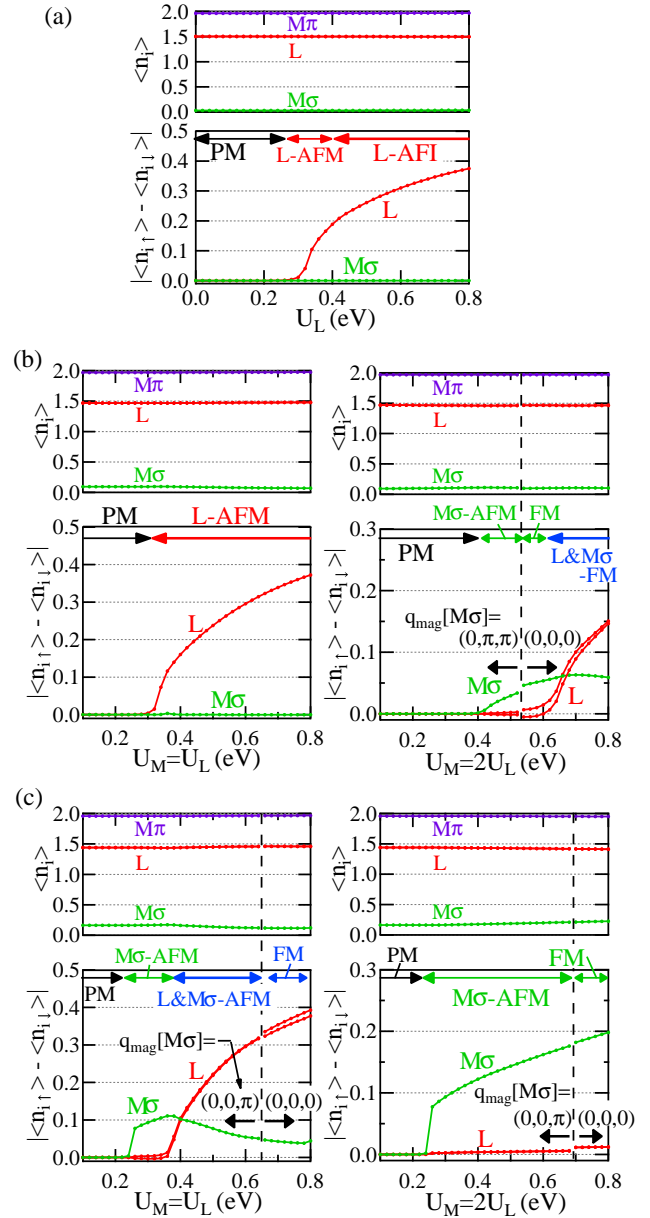 (a)
<n_i>
2.0
1.5
1.0
0.5
0.0
Mπ
L
Mσ
|<n_i↑> - <n_i↓>|
0.5
0.4
0.3
0.2
0.1
0.0
PM
L-AFM
L-AFI
L
Mσ
0.0
0.2
0.4
0.6
0.8
U_L (eV)
(b)
<n_i>
2.0
1.5
1.0
0.5
0.0
Mπ
L
Mσ
PM
L-AFM
|<n_i↑> - <n_i↓>|
0.5
0.4
0.3
0.2
0.1
0.0
L
Mσ
0.2
0.4
0.6
0.8
U_M=U_L (eV)
<n_i>
2.0
1.5
1.0
0.5
0.0
Mπ
L
Mσ
Mσ-AFM
FM
|<n_i↑> - <n_i↓>|
0.3
0.2
0.1
0.0
PM
L&Mσ
-FM
q_mag[Mσ]=
(0,π,π)
(0,0,0)
Mσ
L
0.2
0.4
0.6
0.8
U_M=2U_L (eV)
(c)
<n_i>
2.0
1.5
1.0
0.5
0.0
Mπ
L
Mσ
Mσ-AFM
FM
|<n_i↑> - <n_i↓>|
0.5
0.4
0.3
0.2
0.1
0.0
PM
L&Mσ-AFM
q_mag[Mσ]=
L
Mσ
(0,0,π)
(0,0,0)
0.2
0.4
0.6
0.8
U_M=U_L (eV)
<n_i>
2.0
1.5
1.0
0.5
0.0
Mπ
L
Mσ
PM
FM
|<n_i↑> - <n_i↓>|
0.3
0.2
0.1
0.0
Mσ-AFM
Mσ
q_mag[Mσ]=
(0,0,π)
(0,0,0)
L
0.2
0.4
0.6
0.8
U_M=2U_L (eV)